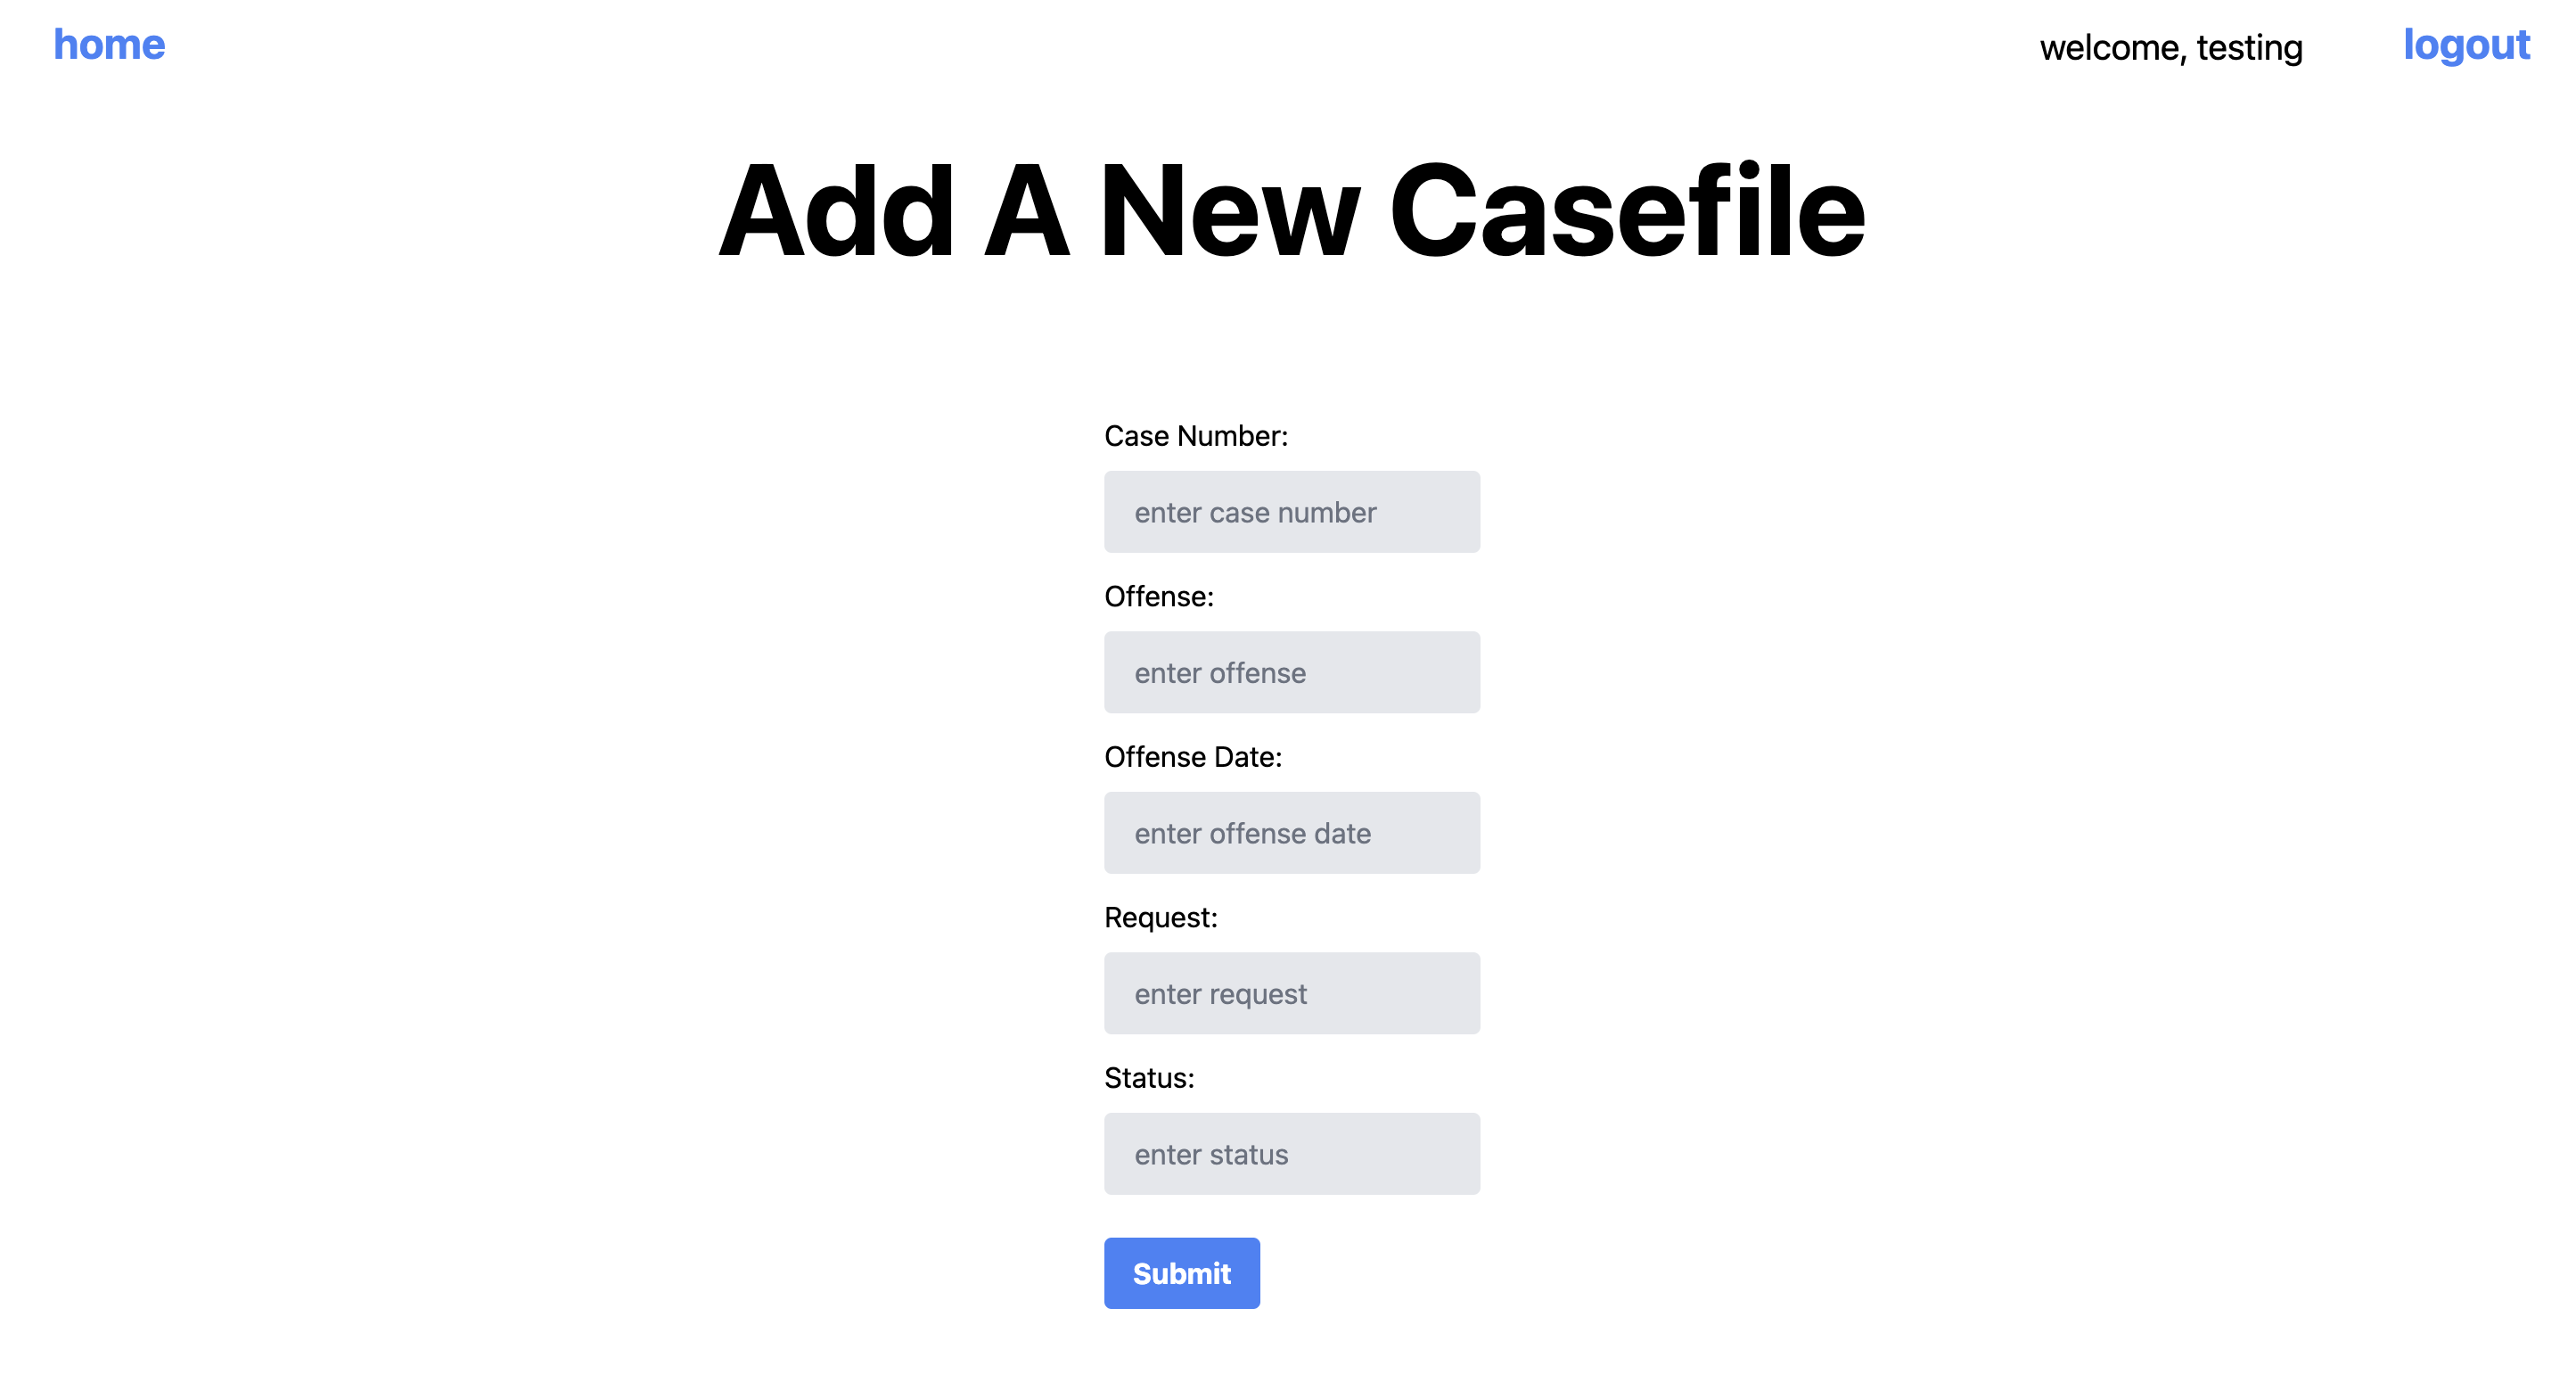 home
welcome, testing
logout
Add A New Casefile
Case Number:
enter case number
Offense:
enter offense
Offense Date:
enter offense date
Request:
enter request
Status:
enter status
Submit